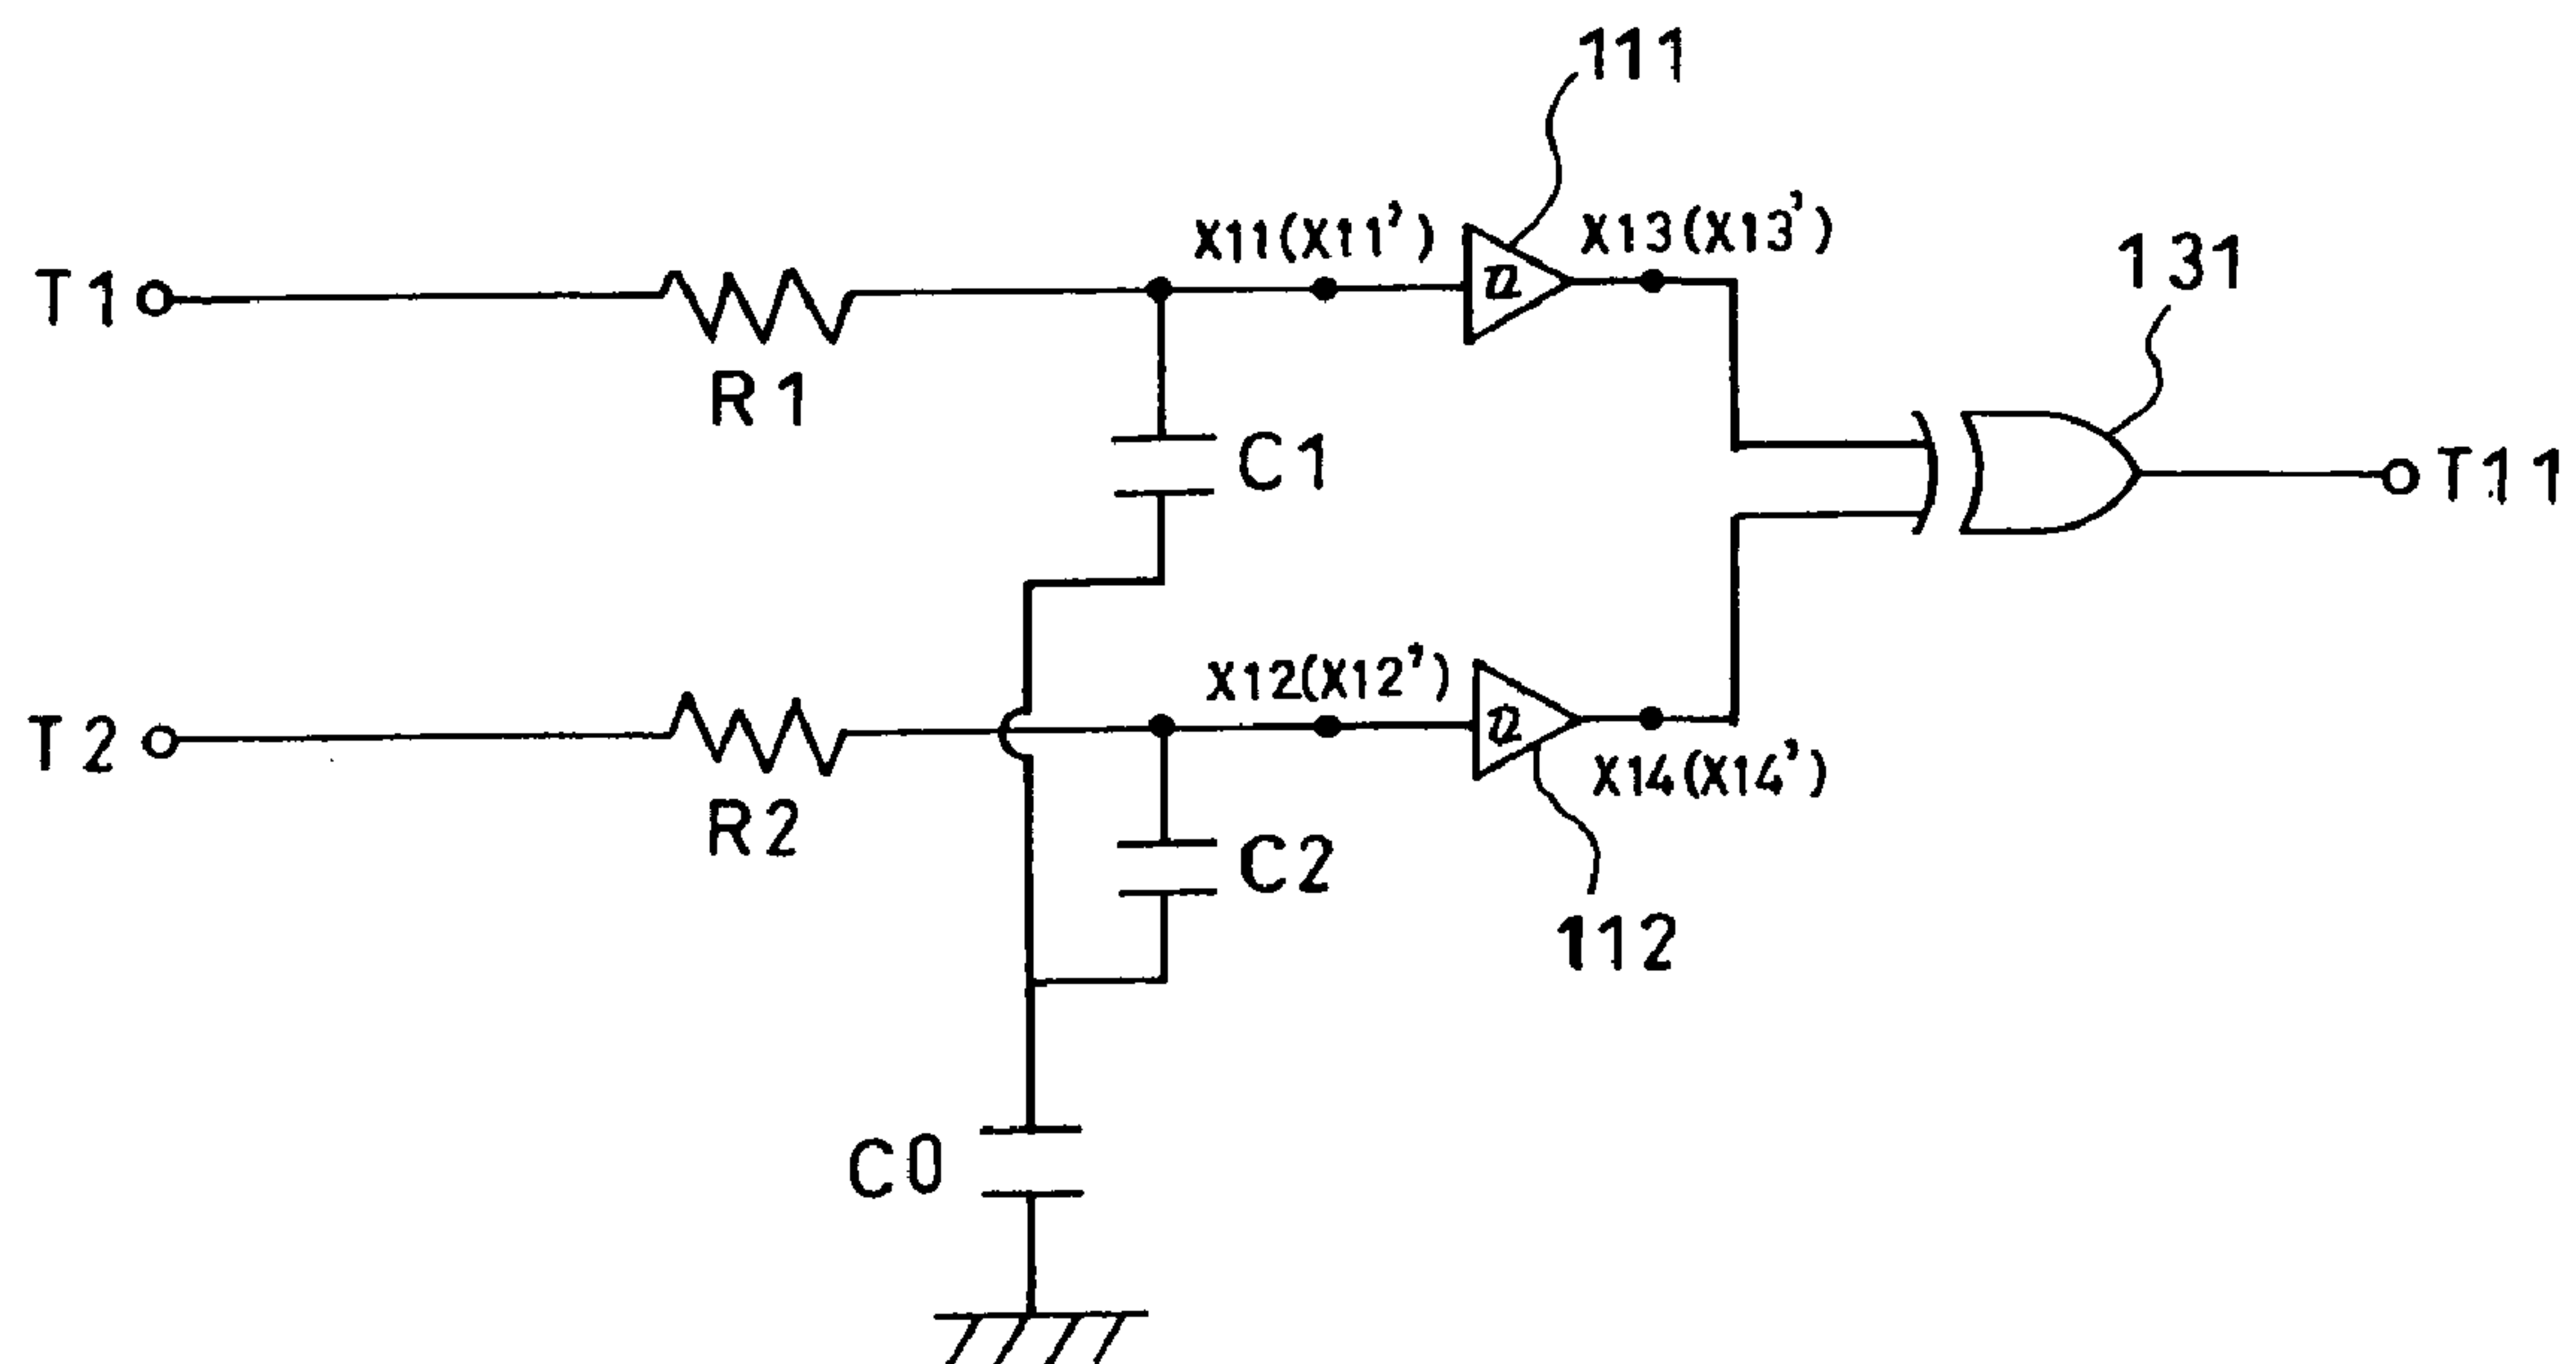 111
X11(X11')
X13(X13')
131
T1
R1
C1
T11
X12(X12')
T2
X14(X14')
R2
C2
112
C0